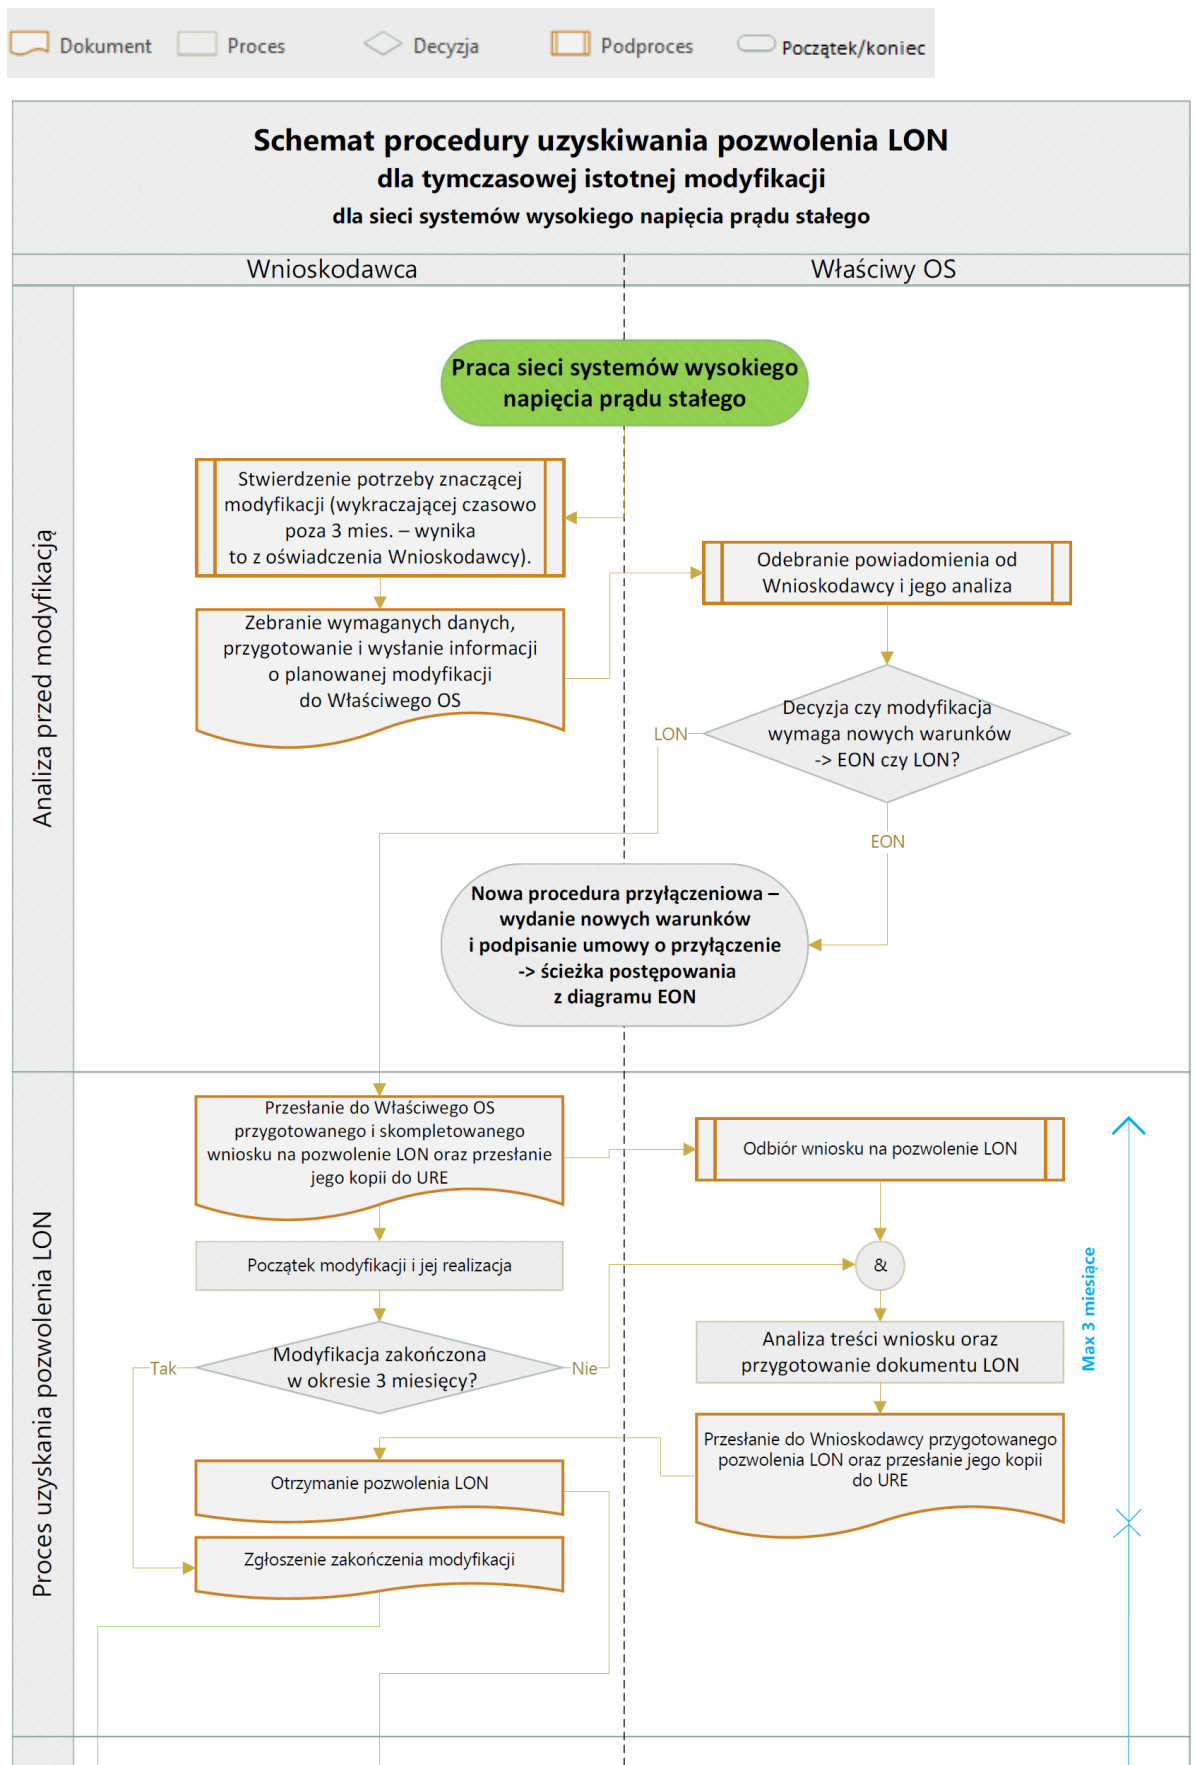 Dokument
Proces
Decyzja
Podproces
Początek/koniec
Schemat procedury uzyskiwania pozwolenia LON
dla tymczasowej istotnej modyfikacji
dla sieci systemów wysokiego napięcia prądu stałego
Wnioskodawca
Właściwy OS
Analiza przed modyfikacją
Praca sieci systemów wysokiego
napięcia prądu stałego
Stwierdzenie potrzeby znaczącej
modyfikacji (wykraczającej czasowo
poza 3 mies. – wynika
to z oświadczenia Wnioskodawcy).
Odebranie powiadomienia od
Wnioskodawcy i jego analiza
Zebranie wymaganych danych,
przygotowanie i wysłanie informacji
o planowanej modyfikacji
do Właściwego OS
Decyzja czy modyfikacja
wymaga nowych warunków
-> EON czy LON?
LON
EON
Nowa procedura przyłączeniowa –
wydanie nowych warunków
i podpisanie umowy o przyłączenie
-> ścieżka postępowania
z diagramu EON
Proces uzyskania pozwolenia LON
Przesłanie do Właściwego OS
przygotowanego i skompletowanego
wniosku na pozwolenie LON oraz przesłanie
jego kopii do URE
Odbiór wniosku na pozwolenie LON
Początek modyfikacji i jej realizacja
&
Max 3 miesiące
Modyfikacja zakończona
w okresie 3 miesięcy?
Tak
Nie
Analiza treści wniosku oraz
przygotowanie dokumentu LON
Przesłanie do Wnioskodawcy przygotowanego
pozwolenia LON oraz przesłanie jego kopii
do URE
Otrzymanie pozwolenia LON
Zgłoszenie zakończenia modyfikacji